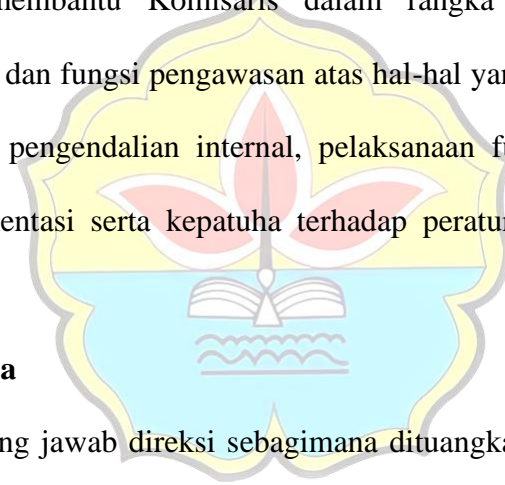 membantu Komisaris dalam rangka
dan fungsi pengawasan atas hal-hal yan
pengendalian internal, pelaksanaan fu
entasi serta kepatuha terhadap peratur
a
ng jawab direksi sebagimana dituangka